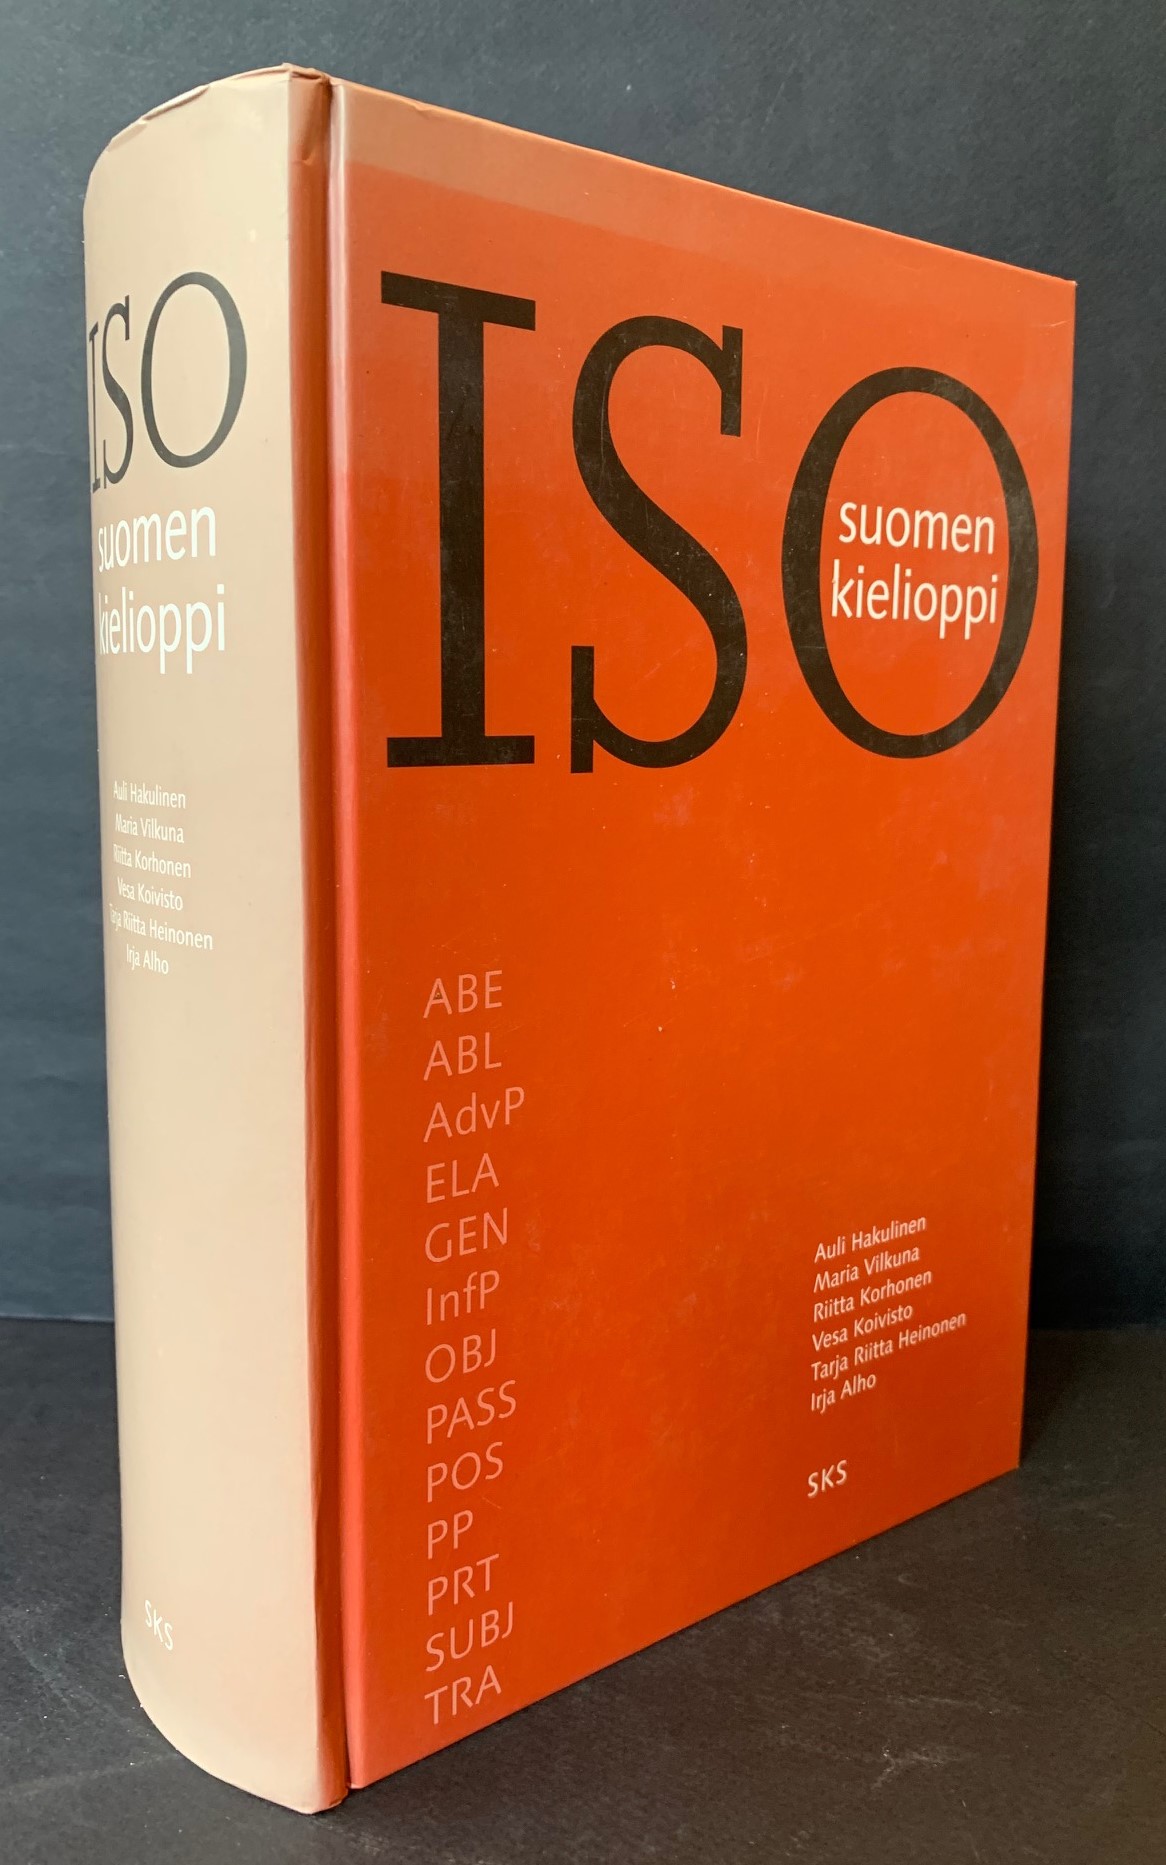 ISO
suomen
kielioppi
Auli Hakulinen
Maria Vilkuna
Riitta Korhonen
Vesa Koivisto
Tarja Riitta Heinonen
Irja Alho
SKS
ISO
suomen
kielioppi
ABE
ABL
AdvP
ELA
GEN
InfP
OBJ
PASS
POS
PP
PRT
SUBJ
TRA
Auli Hakulinen
Maria Vilkuna
Riitta Korhonen
Vesa Koivisto
Tarja Riitta Heinonen
Irja Alho
SKS